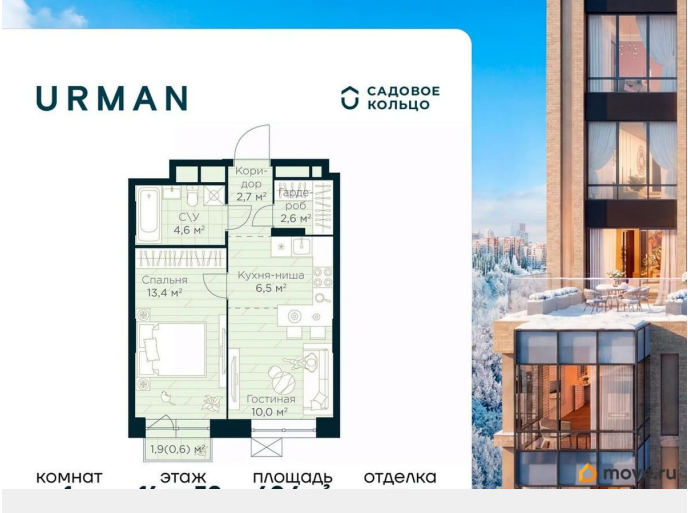 URMAN
САДОВОЕ
КОЛЬЦО
Кори-
дор
2,7 м²
Гарде-
роб
2,6 м²
С\У
4,6 м²
Спальня
13,4 м²
Кухня-ниша
6,5 м²
Гостиная
10,0 м²
1,9(0,6) м²
комнат этаж площадь отделка
move.ru